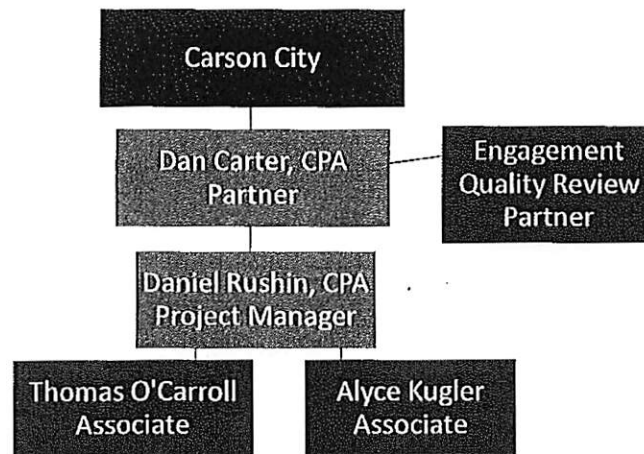 Carson City
Dan Carter, CPA
Partner
Engagement
Quality Review
Partner
Daniel Rushin, CPA
Project Manager
Thomas O'Carroll
Associate
Alyce Kugler
Associate